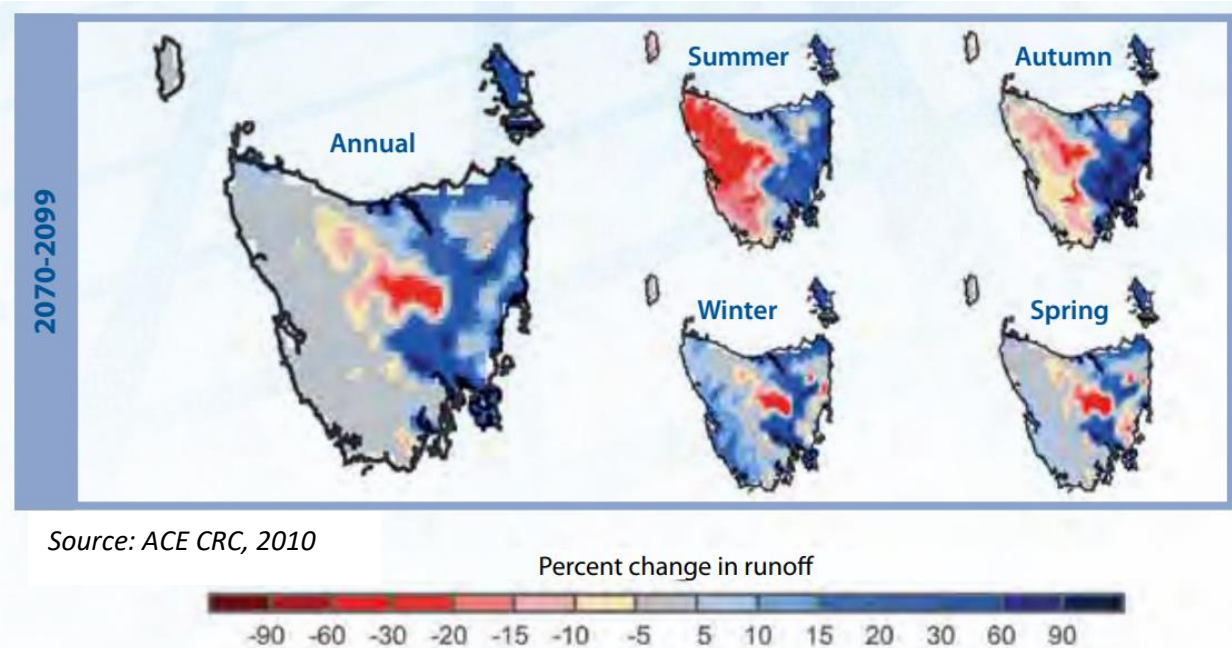 2070-2099
Annual
Summer
Autumn
Winter
Spring
Source: ACE CRC, 2010
Percent change in runoff
-90 -60 -30 -20 -15 -10 -5 5 10 15 20 30 60 90